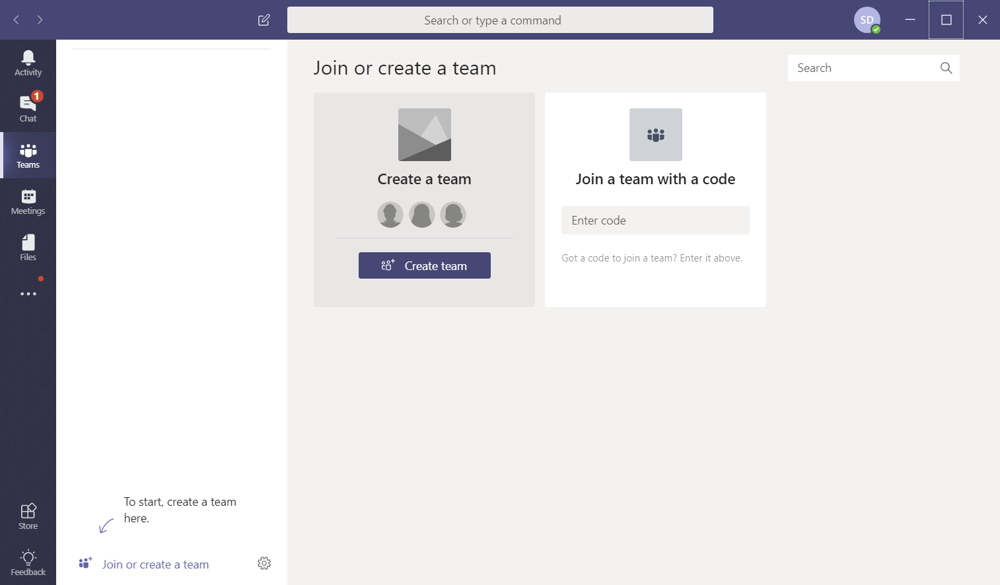 Search or type a command
SD
Activity
1
Chat
Teams
Meetings
Files
Store
Feedback
To start, create a team
here.
Join or create a team
Join or create a team
Search
Create a team
Create team
Join a team with a code
Enter code
Got a code to join a team? Enter it above.